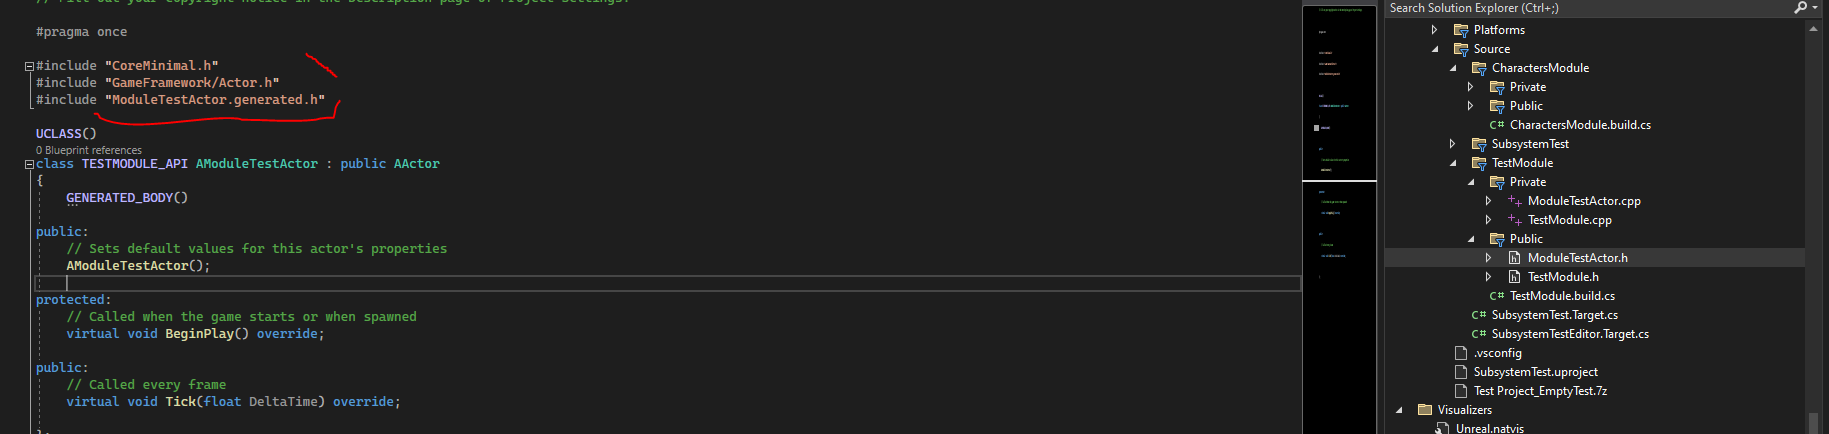 // Fill out your copyright notice in the Description page of Project Settings.
#pragma once
#include "CoreMinimal.h"
#include "GameFramework/Actor.h"
#include "ModuleTestActor.generated.h"
UCLASS()
0 Blueprint references
class TESTMODULE_API AModuleTestActor : public AActor
{
GENERATED_BODY()
public:
// Sets default values for this actor's properties
AModuleTestActor();
protected:
// Called when the game starts or when spawned
virtual void BeginPlay() override;
public:
// Called every frame
virtual void Tick(float DeltaTime) override;
};
Search Solution Explorer (Ctrl+;)
Platforms
Source
CharactersModule
Private
Public
C# CharactersModule.build.cs
SubsystemTest
TestModule
Private
++ ModuleTestActor.cpp
++ TestModule.cpp
Public
h ModuleTestActor.h
h TestModule.h
C# TestModule.build.cs
C# SubsystemTest.Target.cs
C# SubsystemTestEditor.Target.cs
.vsconfig
SubsystemTest.uproject
Test Project_EmptyTest.7z
Visualizers
Unreal.natvis